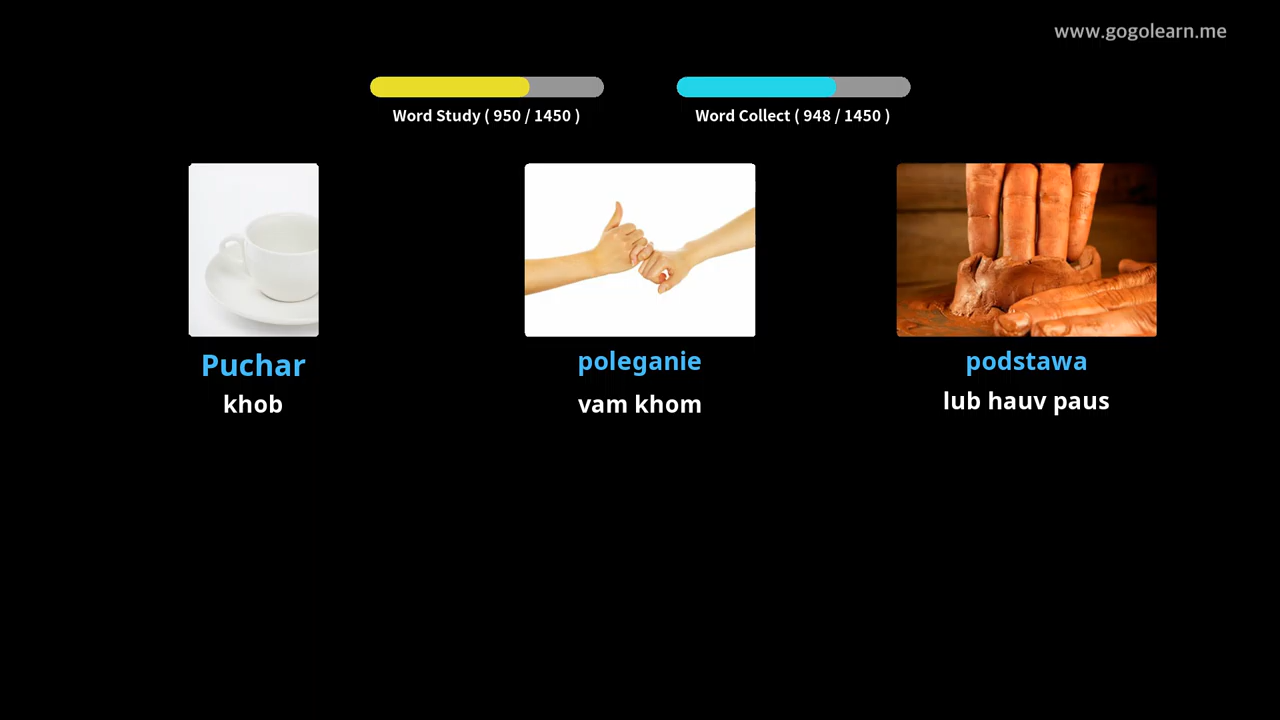 www.gogolearn.me
Word Study ( 950 / 1450 )
Word Collect ( 948 / 1450 )
Puchar
khob
poleganie
vam khom
podstawa
lub hauv paus